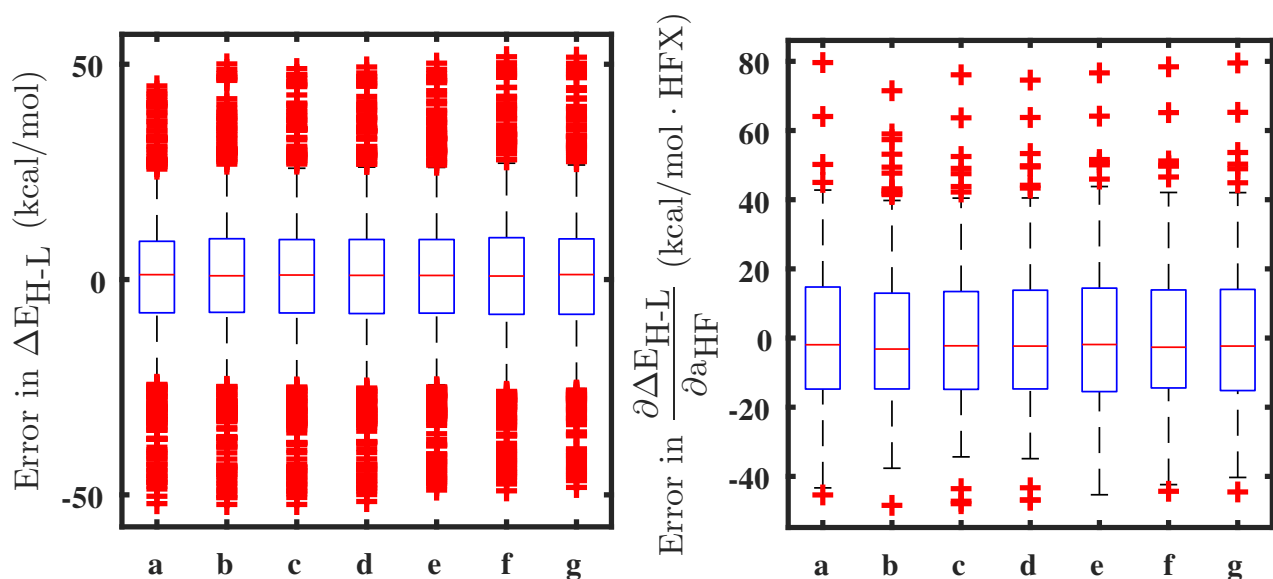 Error in ΔE_H-L (kcal/mol)
50
0
-50
a b c d e f g
Error in ∂ΔE_H-L/∂a_HF (kcal/mol · HFX)
80
60
40
20
0
-20
-40
a b c d e f g